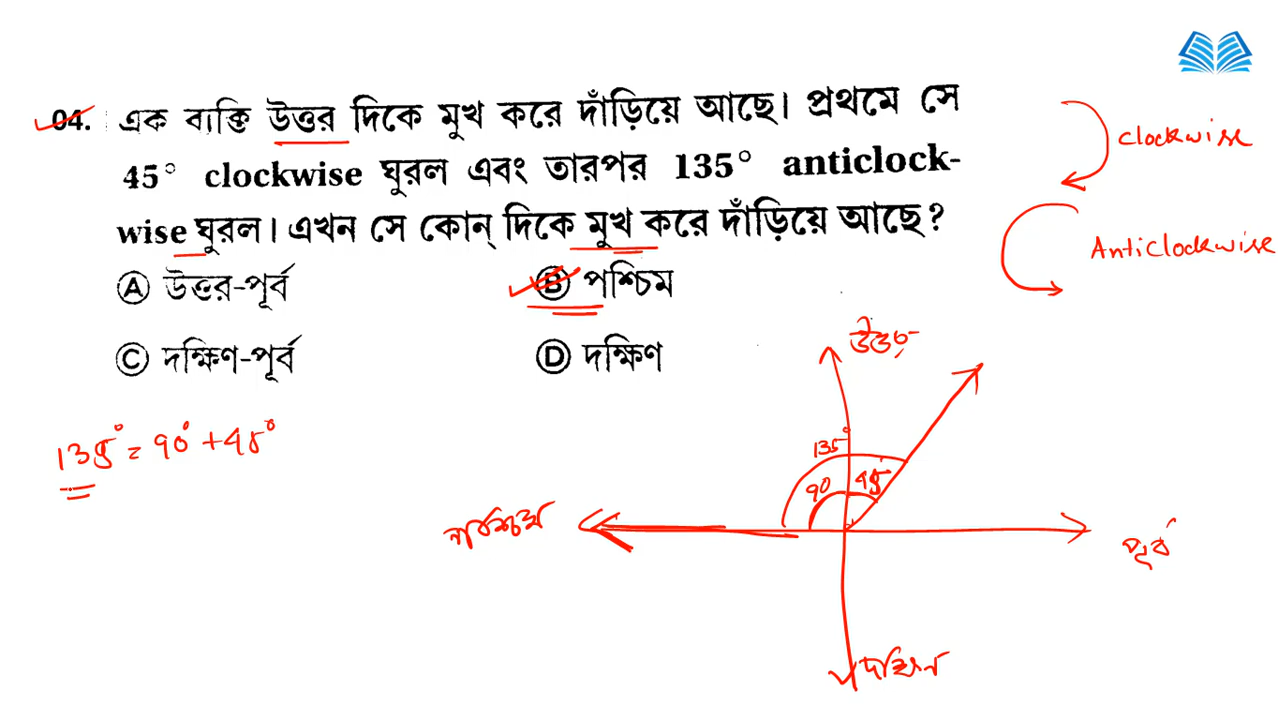 04. এক ব্যক্তি উত্তর দিকে মুখ করে দাঁড়িয়ে আছে। প্রথমে সে
45° clockwise ঘুরল এবং তারপর 135° anticlock-
wise ঘুরল। এখন সে কোন্ দিকে মুখ করে দাঁড়িয়ে আছে?
Ⓐ উত্তর-পূর্ব
Ⓑ পশ্চিম
Ⓒ দক্ষিণ-পূর্ব
Ⓓ দক্ষিণ
Clockwise
Anticlockwise
135° = 90° + 45°
উত্তর
135°
90
45°
পূর্ব
দক্ষিণ